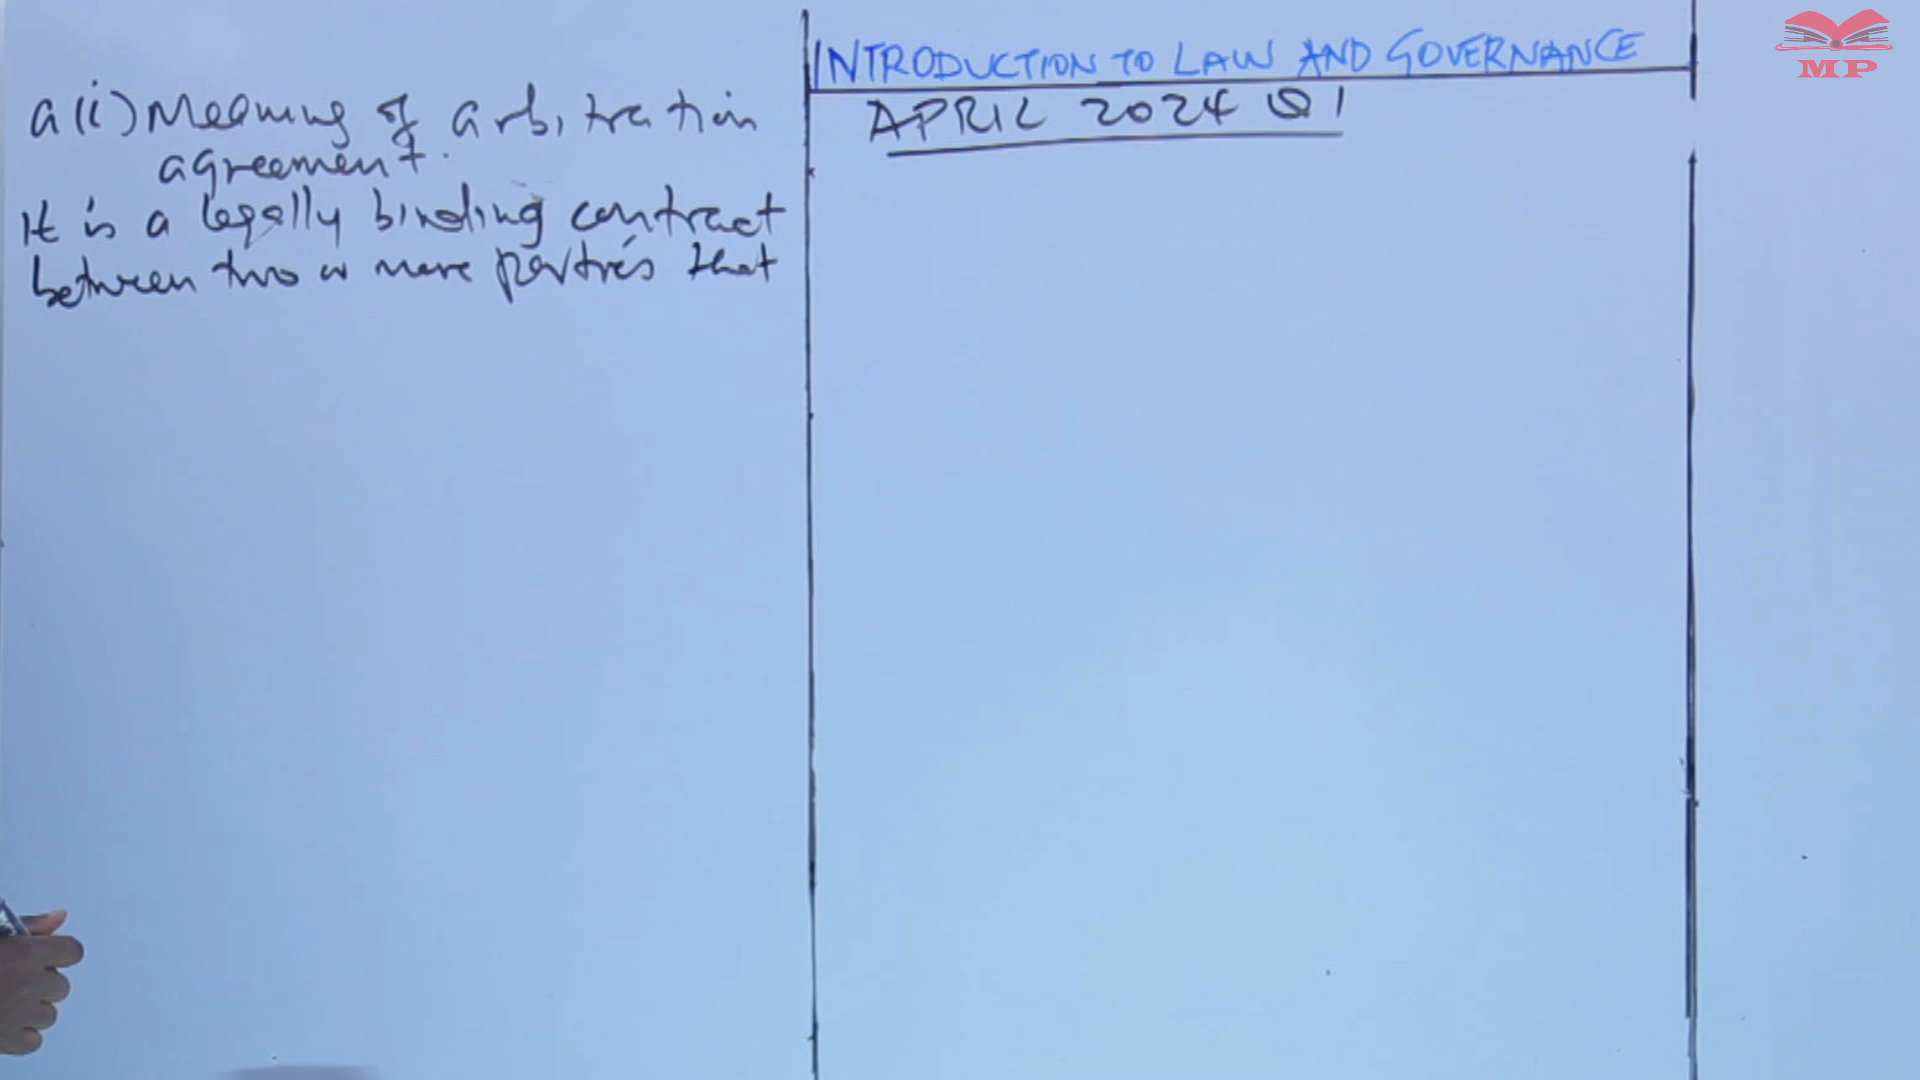 a(i) Meaning of arbitration
agreement.
It is a legally binding contract
between two or more parties that
INTRODUCTION TO LAW AND GOVERNANCE
APRIL 2024 Q1
MP